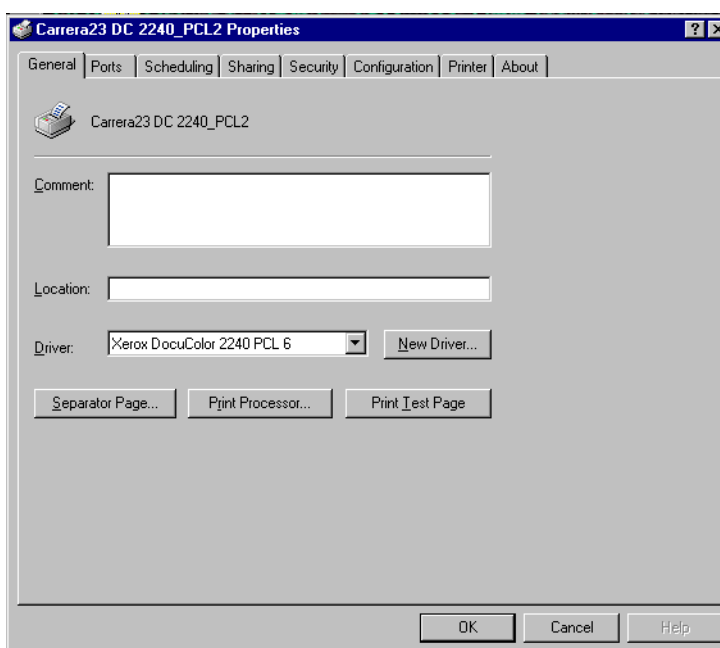 Carrera23 DC 2240_PCL2 Properties
General Ports Scheduling Sharing Security Configuration Printer About
Carrera23 DC 2240_PCL2
Comment:
Location:
Driver: Xerox DocuColor 2240 PCL 6 New Driver...
Separator Page... Print Processor... Print Test Page
OK Cancel Help